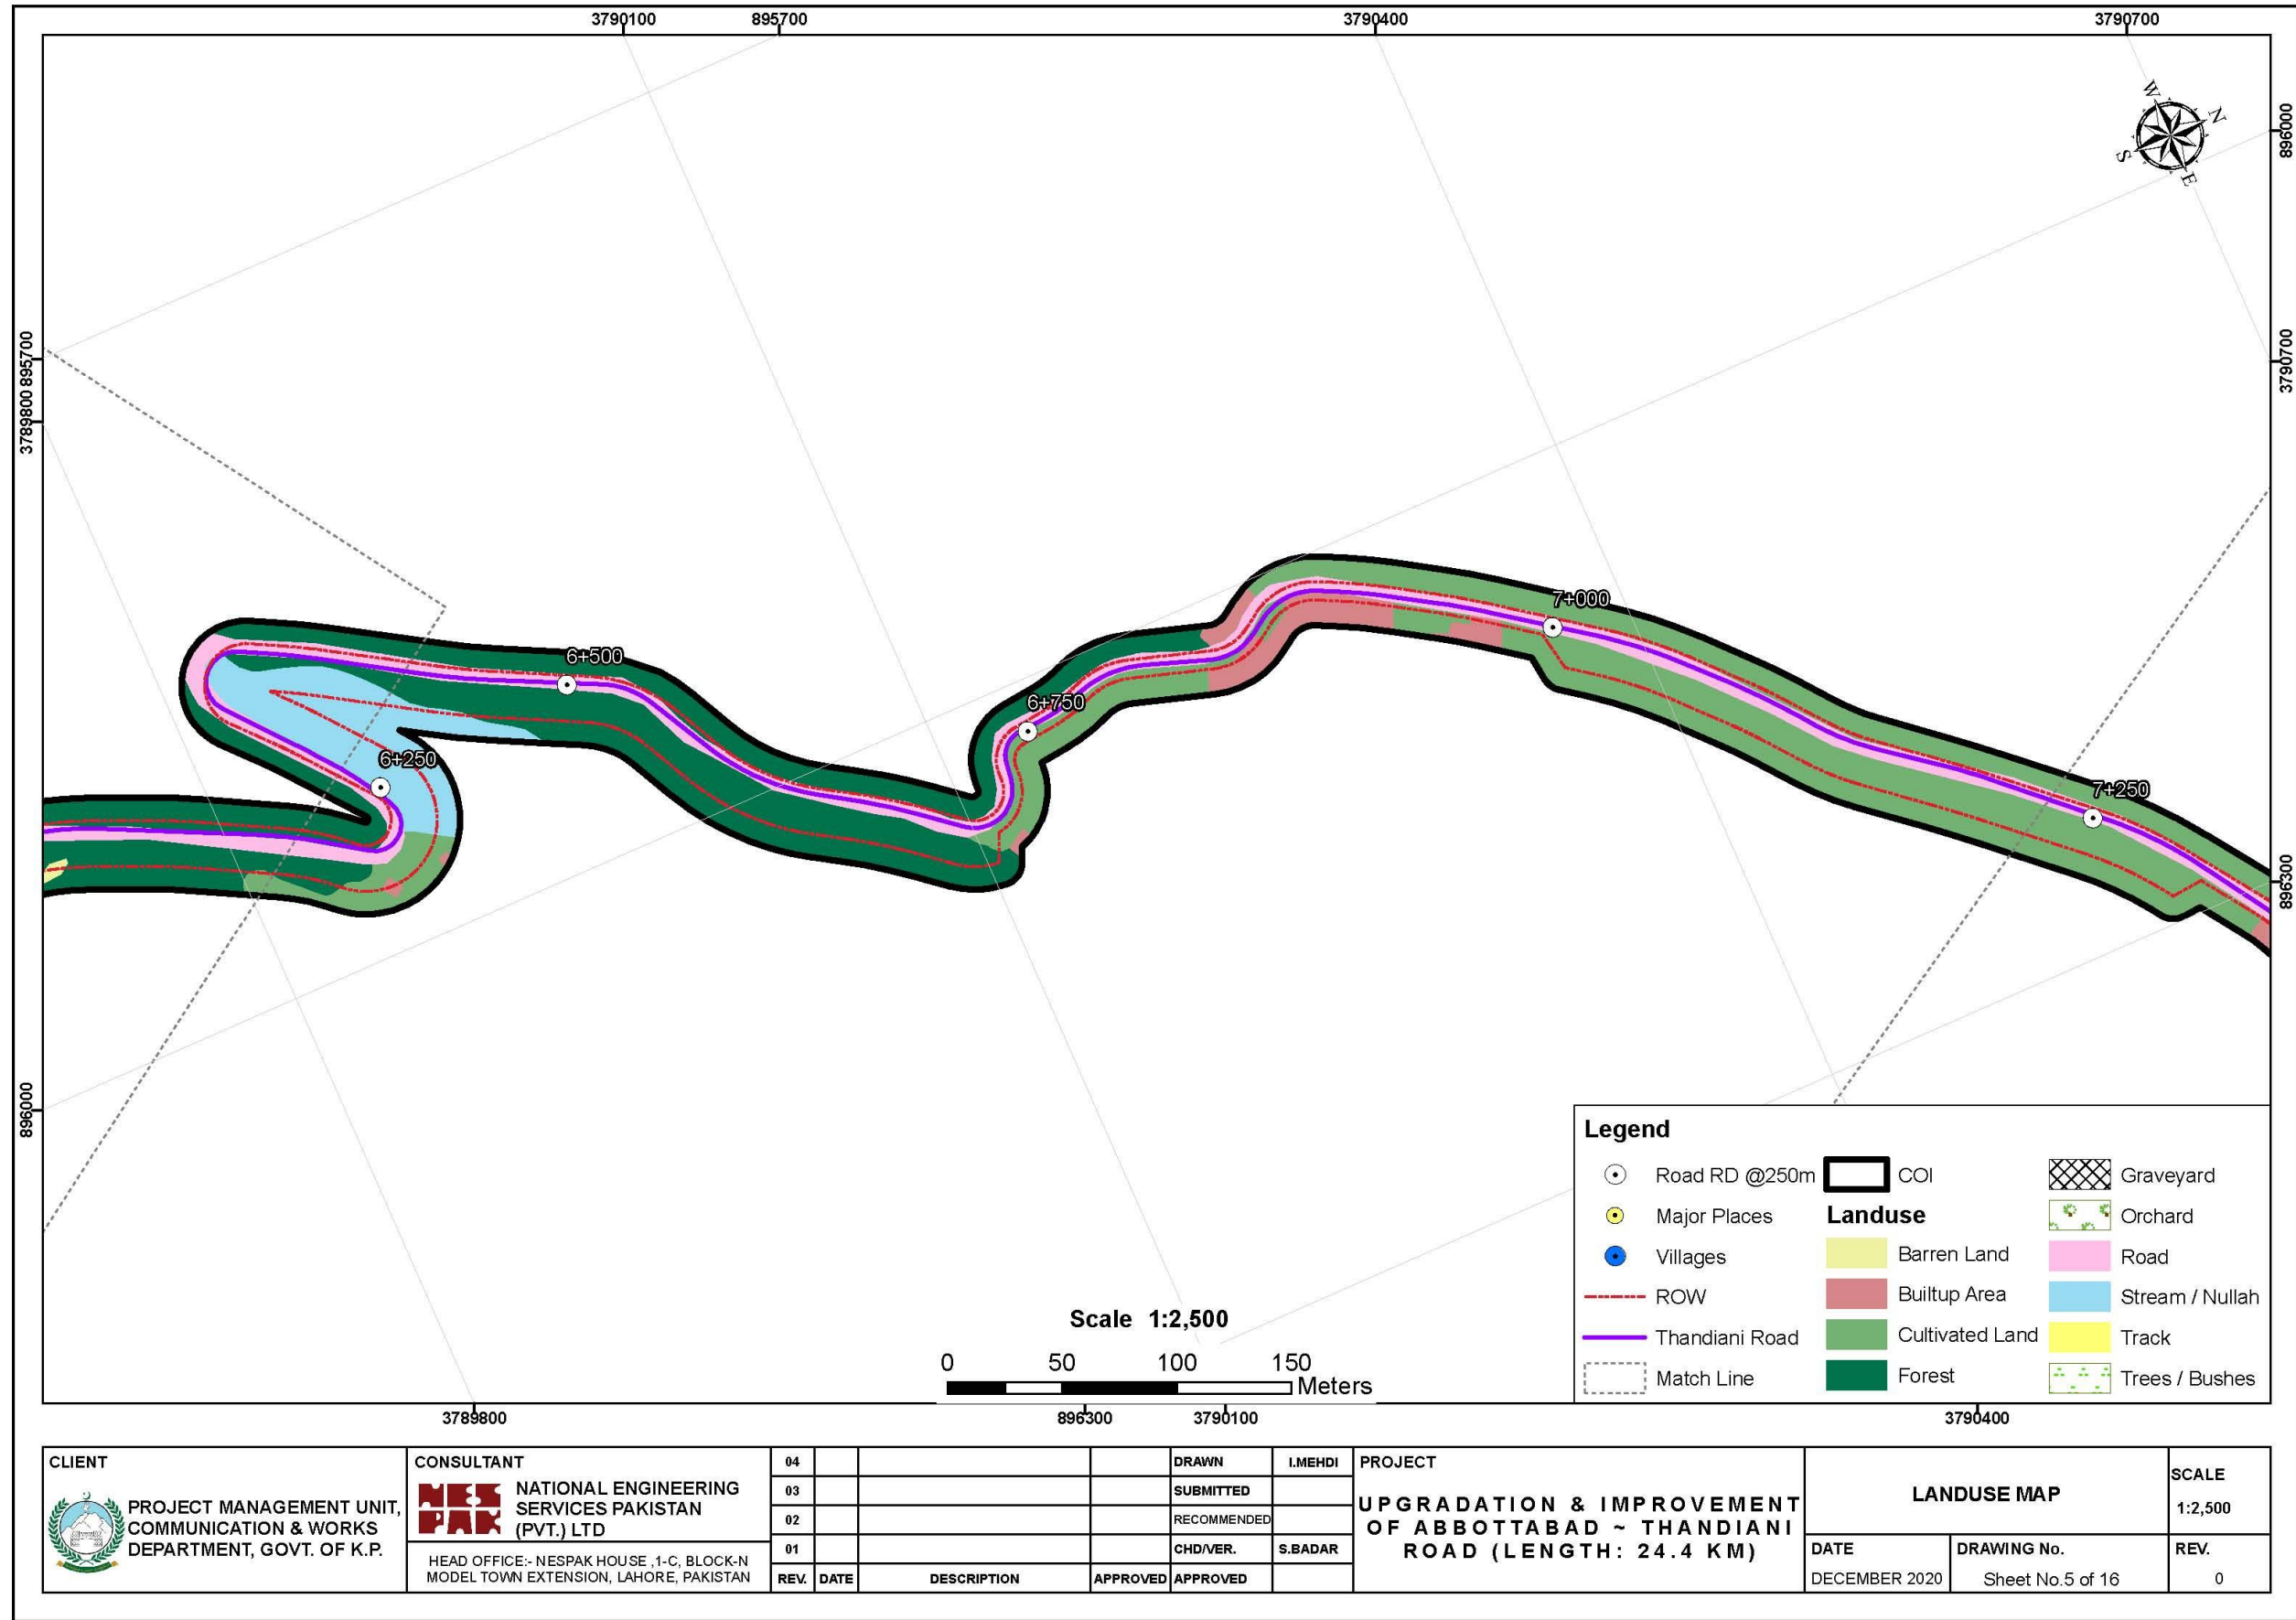 3790100
895700
3790400
3790700
W
N
S
E
896000
3790700
896300
895700
3789800
896000
7+000
6+500
6+750
6+250
7+250
Legend
Road RD @250m
Major Places
Villages
ROW
Thandiani Road
Match Line
COI
Landuse
Barren Land
Builtup Area
Cultivated Land
Forest
Graveyard
Orchard
Road
Stream / Nullah
Track
Trees / Bushes
Scale 1:2,500
0 50 100 150
Meters
3789800
896300
3790100
3790400
CLIENT
PROJECT MANAGEMENT UNIT,
COMMUNICATION & WORKS
DEPARTMENT, GOVT. OF K.P.
CONSULTANT
NES
PAK
NATIONAL ENGINEERING
SERVICES PAKISTAN
(PVT.) LTD
HEAD OFFICE:- NESPAK HOUSE ,1-C, BLOCK-N
MODEL TOWN EXTENSION, LAHORE, PAKISTAN
04
03
02
01
REV. DATE DESCRIPTION APPROVED
DRAWN I.MEHDI
SUBMITTED
RECOMMENDED
CHD/VER. S.BADAR
APPROVED
PROJECT
UPGRADATION & IMPROVEMENT
OF ABBOTTABAD ~ THANDIANI
ROAD (LENGTH: 24.4 KM)
LANDUSE MAP
SCALE
1:2,500
DATE
DECEMBER 2020
DRAWING No.
Sheet No.5 of 16
REV.
0